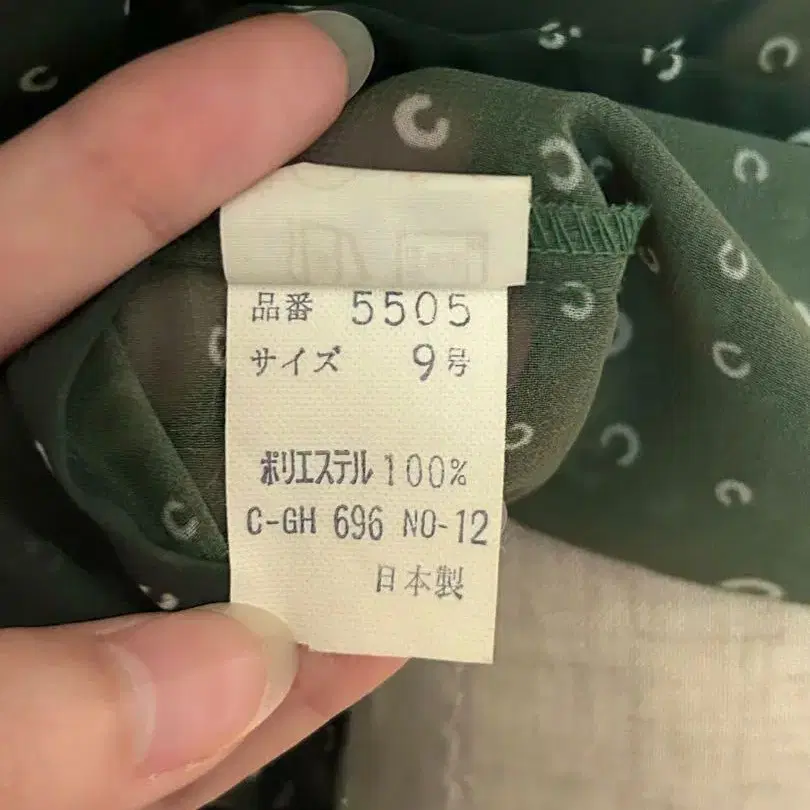 品番 5505
サイズ 9号
ポリエステル 100%
C-GH 696 NO-12
日本製